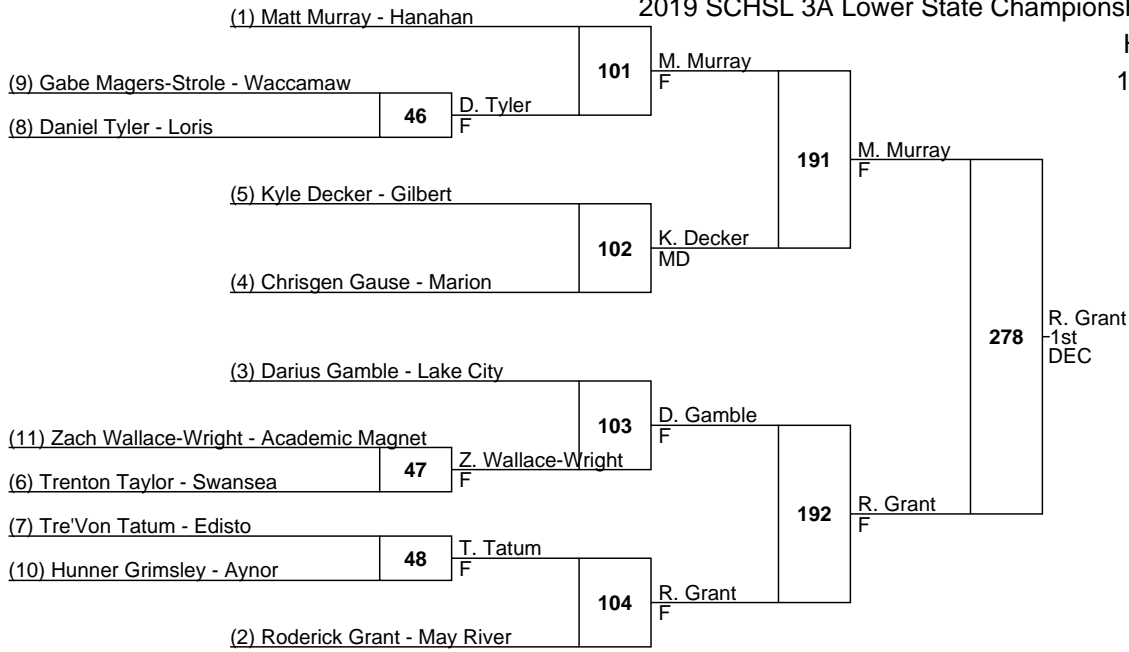 2019 SCHSL 3A Lower State Championsh
H
1
(1) Matt Murray - Hanahan
101
M. Murray
F
(9) Gabe Magers-Strole - Waccamaw
46
D. Tyler
F
(8) Daniel Tyler - Loris
191
M. Murray
F
(5) Kyle Decker - Gilbert
102
K. Decker
MD
(4) Chrisgen Gause - Marion
278
R. Grant
1st
DEC
(3) Darius Gamble - Lake City
103
D. Gamble
F
(11) Zach Wallace-Wright - Academic Magnet
47
Z. Wallace-Wright
F
(6) Trenton Taylor - Swansea
192
R. Grant
F
(7) Tre'Von Tatum - Edisto
48
T. Tatum
F
(10) Hunner Grimsley - Aynor
104
R. Grant
F
(2) Roderick Grant - May River